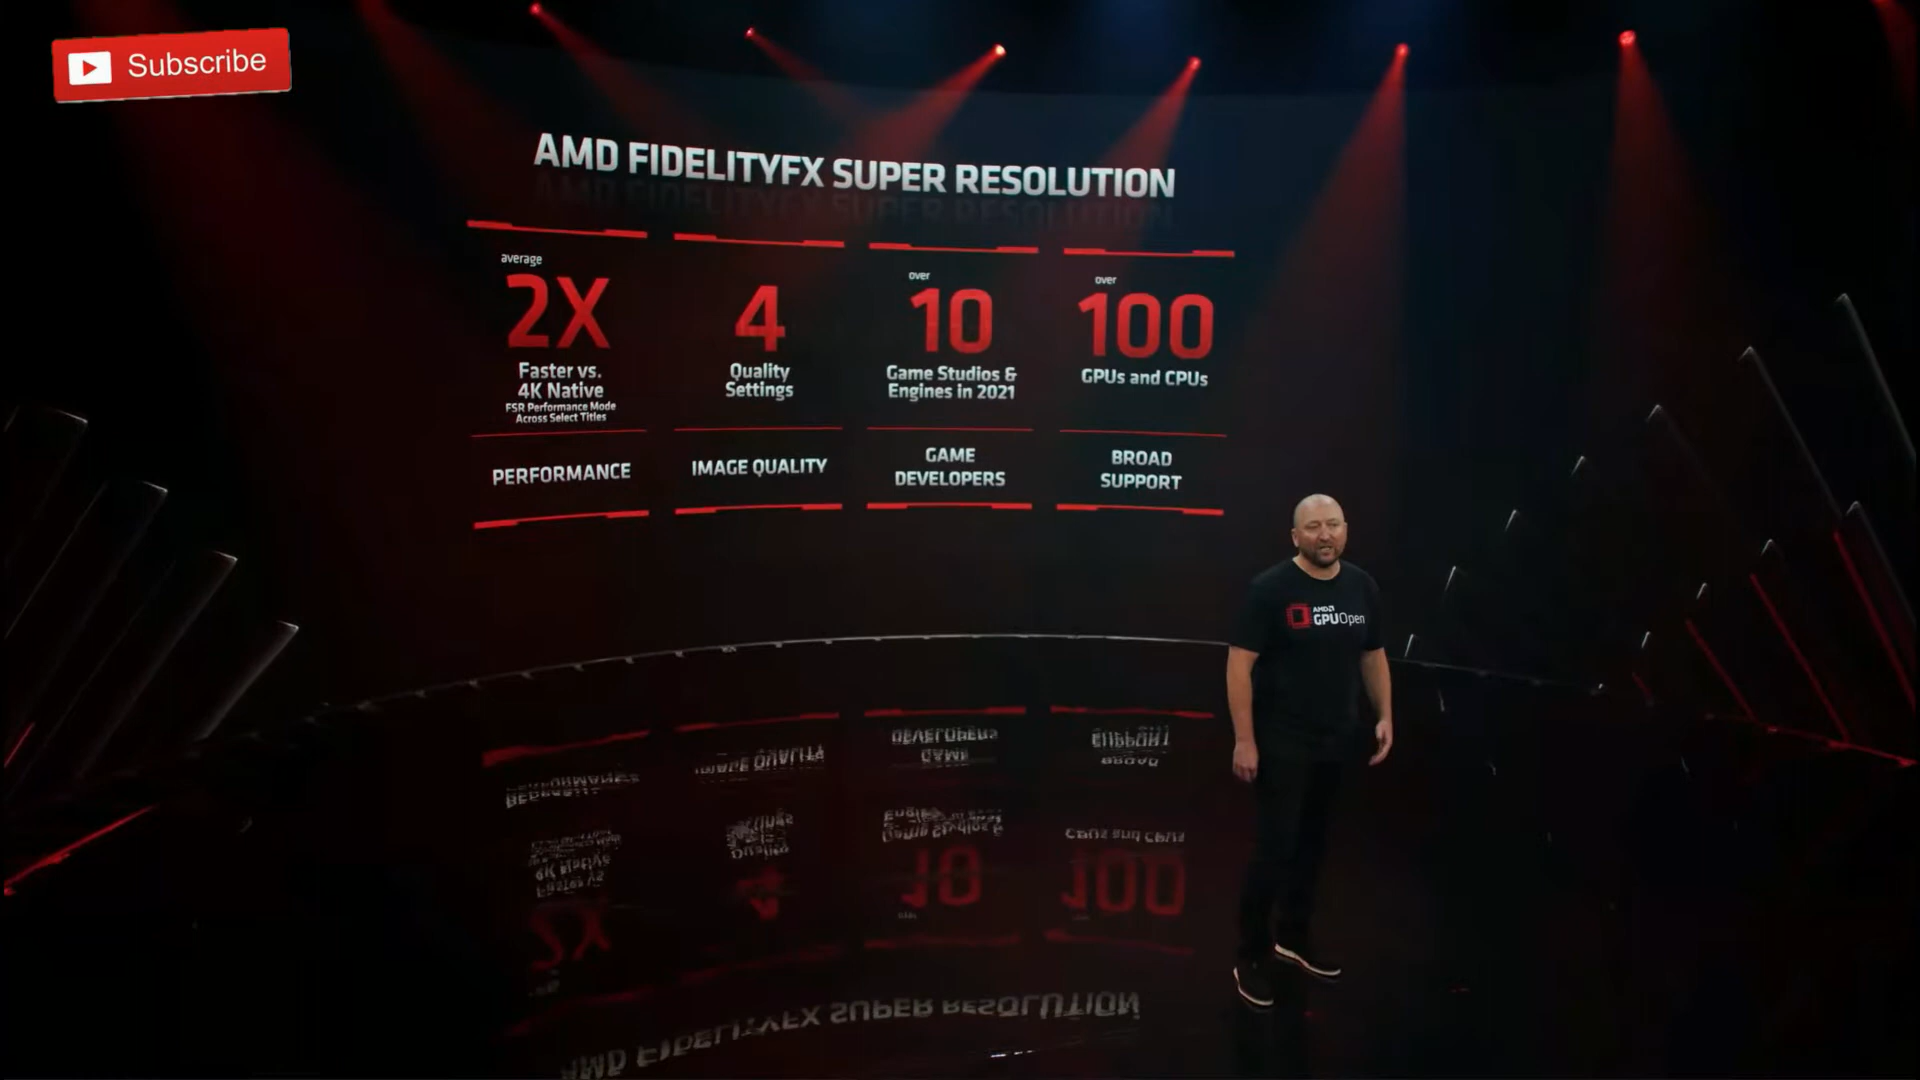 Subscribe
AMD FIDELITYFX SUPER RESOLUTION
average
2X
Faster vs.
4K Native
FSR Performance Mode
Across Select Titles
PERFORMANCE
4
Quality
Settings
IMAGE QUALITY
over
10
Game Studios &
Engines in 2021
GAME
DEVELOPERS
over
100
GPUs and CPUs
BROAD
SUPPORT
AMD
GPUOpen